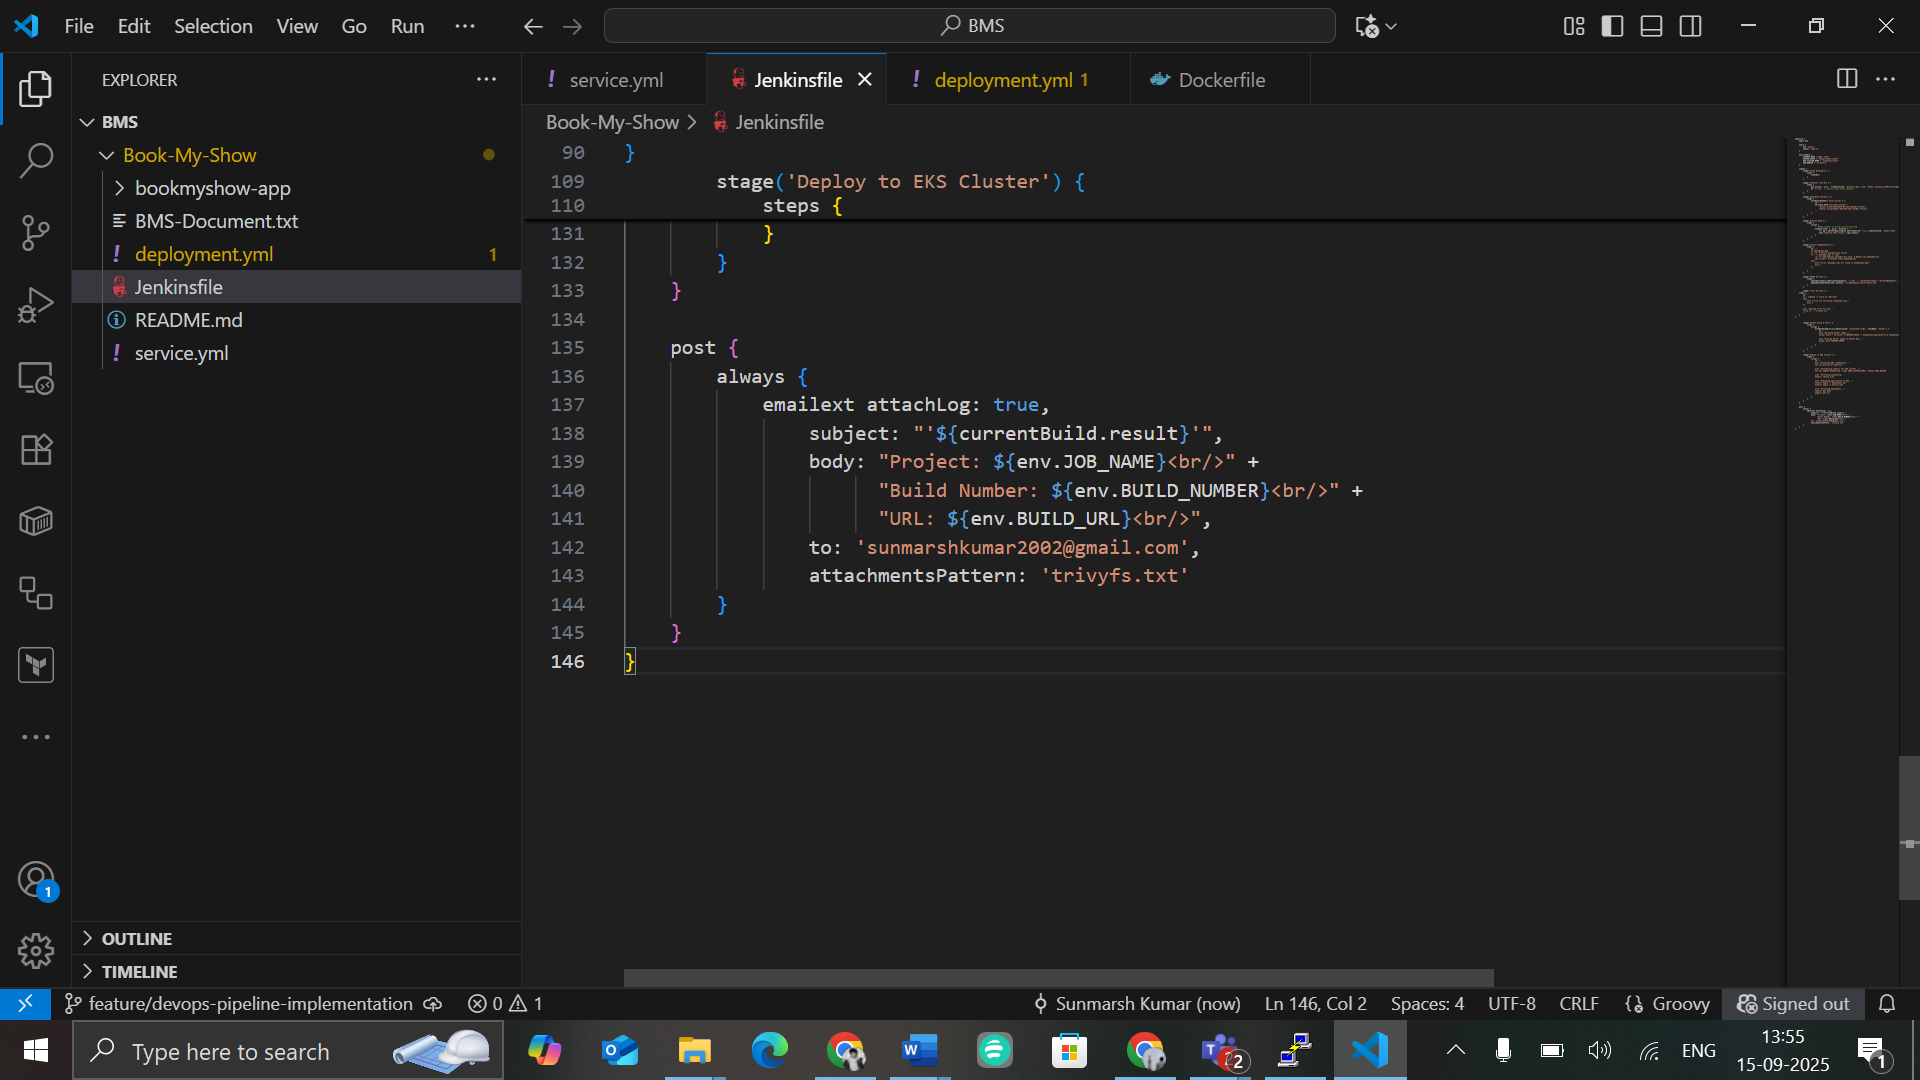 File Edit Selection View Go Run
BMS
EXPLORER
service.yml
Jenkinsfile
deployment.yml 1
Dockerfile
BMS
Book-My-Show
bookmyshow-app
BMS-Document.txt
deployment.yml 1
Jenkinsfile
README.md
service.yml
OUTLINE
TIMELINE
Book-My-Show > Jenkinsfile
90 }
109 stage('Deploy to EKS Cluster') {
110 steps {
131 }
132 }
133 }
134
135 post {
136 always {
137 emailext attachLog: true,
138 subject: "'${currentBuild.result}'",
139 body: "Project: ${env.JOB_NAME}<br/>" +
140 "Build Number: ${env.BUILD_NUMBER}<br/>" +
141 "URL: ${env.BUILD_URL}<br/>",
142 to: 'sunmarshkumar2002@gmail.com',
143 attachmentsPattern: 'trivyfs.txt'
144 }
145 }
146 }
1
feature/devops-pipeline-implementation 0 1 Sunmarsh Kumar (now) Ln 146, Col 2 Spaces: 4 UTF-8 CRLF {} Groovy Signed out
Type here to search
2
ENG
13:55
15-09-2025
1